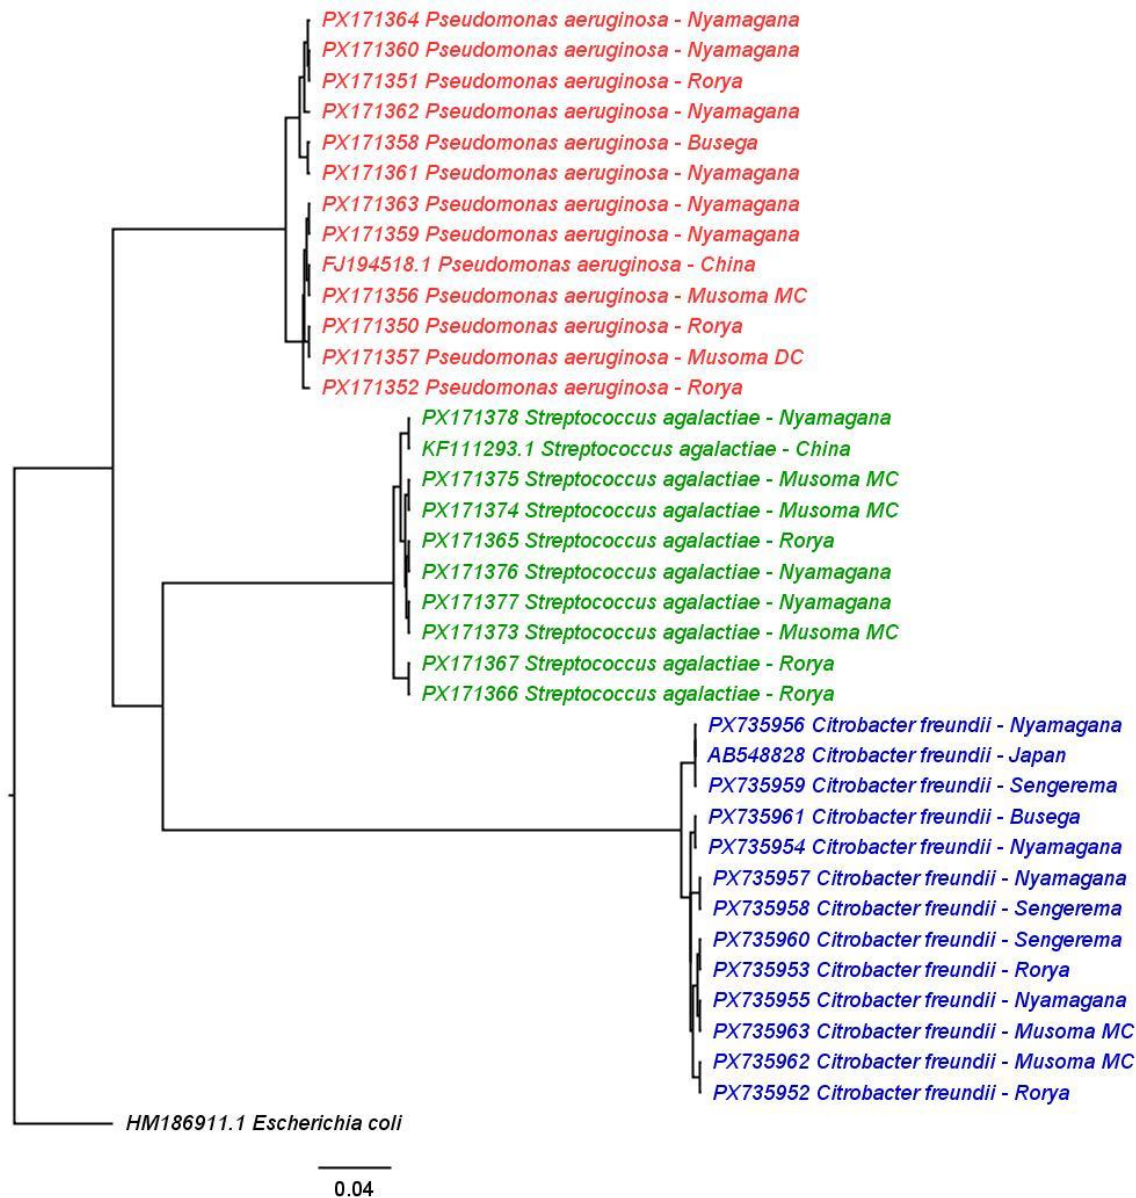 PX171364 Pseudomonas aeruginosa - Nyamagana
PX171360 Pseudomonas aeruginosa - Nyamagana
PX171351 Pseudomonas aeruginosa - Rorya
PX171362 Pseudomonas aeruginosa - Nyamagana
PX171358 Pseudomonas aeruginosa - Busega
PX171361 Pseudomonas aeruginosa - Nyamagana
PX171363 Pseudomonas aeruginosa - Nyamagana
PX171359 Pseudomonas aeruginosa - Nyamagana
FJ194518.1 Pseudomonas aeruginosa - China
PX171356 Pseudomonas aeruginosa - Musoma MC
PX171350 Pseudomonas aeruginosa - Rorya
PX171357 Pseudomonas aeruginosa - Musoma DC
PX171352 Pseudomonas aeruginosa - Rorya
PX171378 Streptococcus agalactiae - Nyamagana
KF111293.1 Streptococcus agalactiae - China
PX171375 Streptococcus agalactiae - Musoma MC
PX171374 Streptococcus agalactiae - Musoma MC
PX171365 Streptococcus agalactiae - Rorya
PX171376 Streptococcus agalactiae - Nyamagana
PX171377 Streptococcus agalactiae - Nyamagana
PX171373 Streptococcus agalactiae - Musoma MC
PX171367 Streptococcus agalactiae - Rorya
PX171366 Streptococcus agalactiae - Rorya
PX735956 Citrobacter freundii - Nyamagana
AB548828 Citrobacter freundii - Japan
PX735959 Citrobacter freundii - Sengerema
PX735961 Citrobacter freundii - Busega
PX735954 Citrobacter freundii - Nyamagana
PX735957 Citrobacter freundii - Nyamagana
PX735958 Citrobacter freundii - Sengerema
PX735960 Citrobacter freundii - Sengerema
PX735953 Citrobacter freundii - Rorya
PX735955 Citrobacter freundii - Nyamagana
PX735963 Citrobacter freundii - Musoma MC
PX735962 Citrobacter freundii - Musoma MC
PX735952 Citrobacter freundii - Rorya
HM186911.1 Escherichia coli
0.04